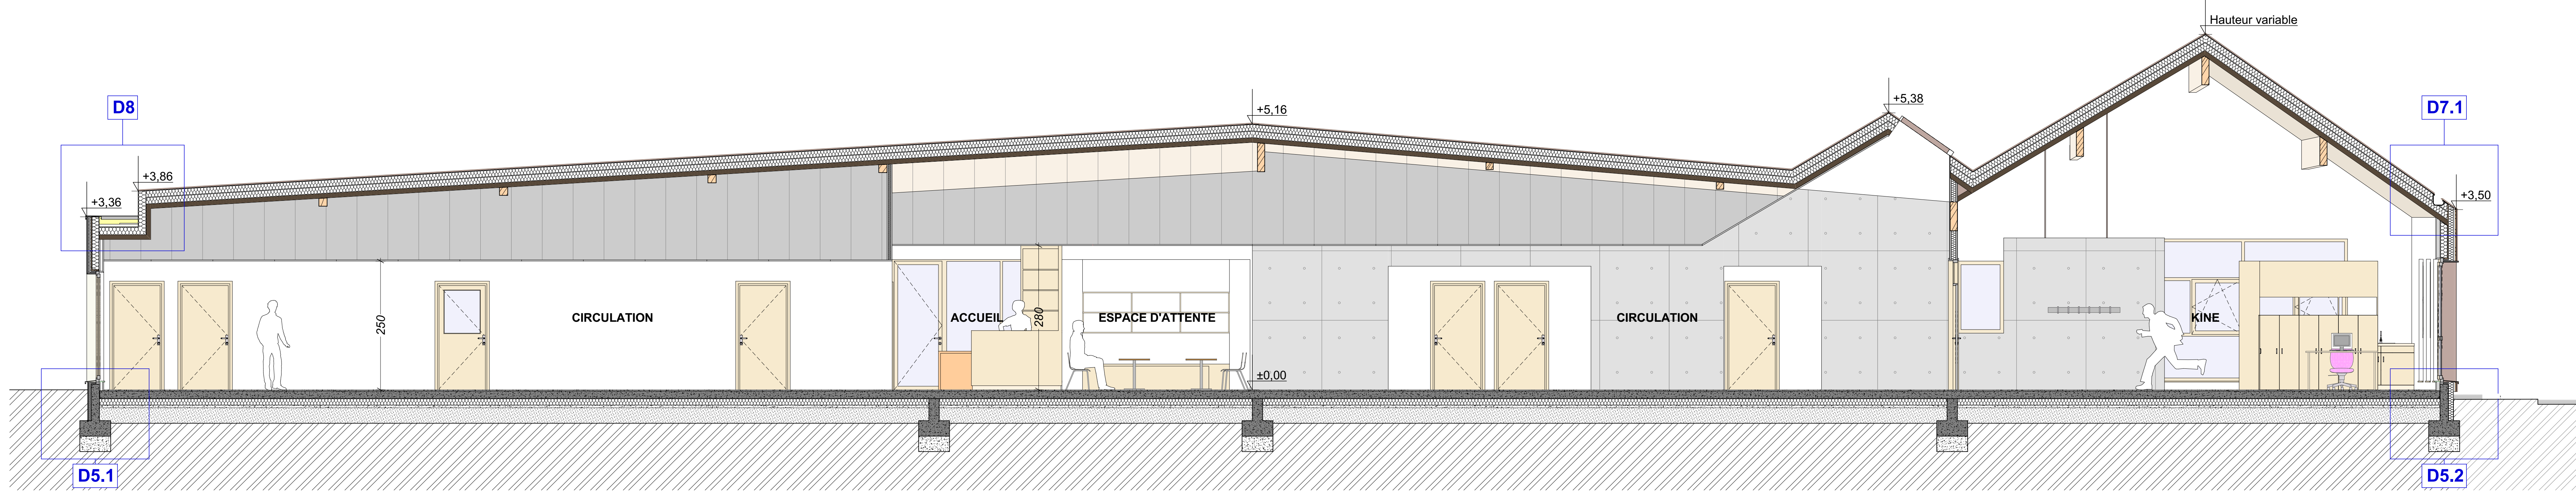 Hauteur variable
D8
+5,16
+5,38
D7.1
+3,86
+3,36
+3,50
250
CIRCULATION
ACCUEIL
280
ESPACE D'ATTENTE
CIRCULATION
KINE
±0,00
D5.1
D5.2